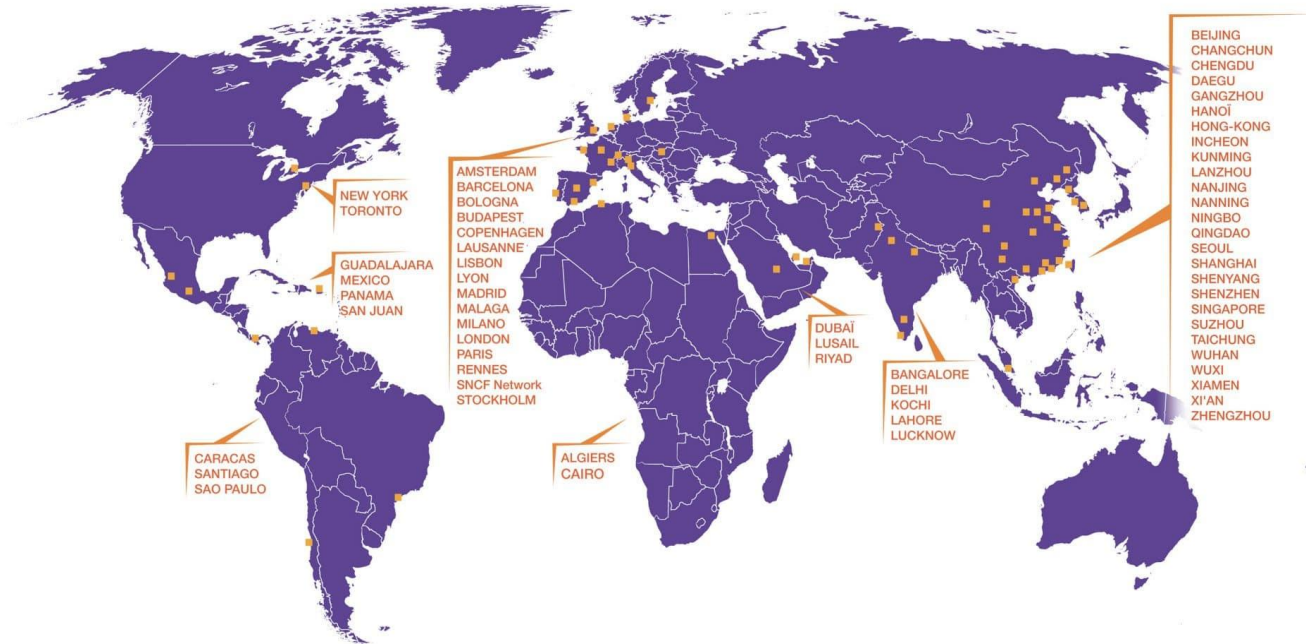 NEW YORK
TORONTO
GUADALAJARA
MEXICO
PANAMA
SAN JUAN
CARACAS
SANTIAGO
SAO PAULO
AMSTERDAM
BARCELONA
BOLOGNA
BUDAPEST
COPENHAGEN
LAUSANNE
LISBON
LYON
MADRID
MALAGA
MILANO
LONDON
PARIS
RENNES
SNCF Network
STOCKHOLM
ALGIERS
CAIRO
DUBAÏ
LUSAIL
RIYAD
BANGALORE
DELHI
KOCHI
LAHORE
LUCKNOW
BEIJING
CHANGCHUN
CHENGDU
DAEGU
GANGZHOU
HANOÏ
HONG-KONG
INCHEON
KUNMING
LANZHOU
NANJING
NANNING
NINGBO
QINGDAO
SEOUL
SHANGHAI
SHENYANG
SHENZHEN
SINGAPORE
SUZHOU
TAICHUNG
WUHAN
WUXI
XIAMEN
XI'AN
ZHENGZHOU